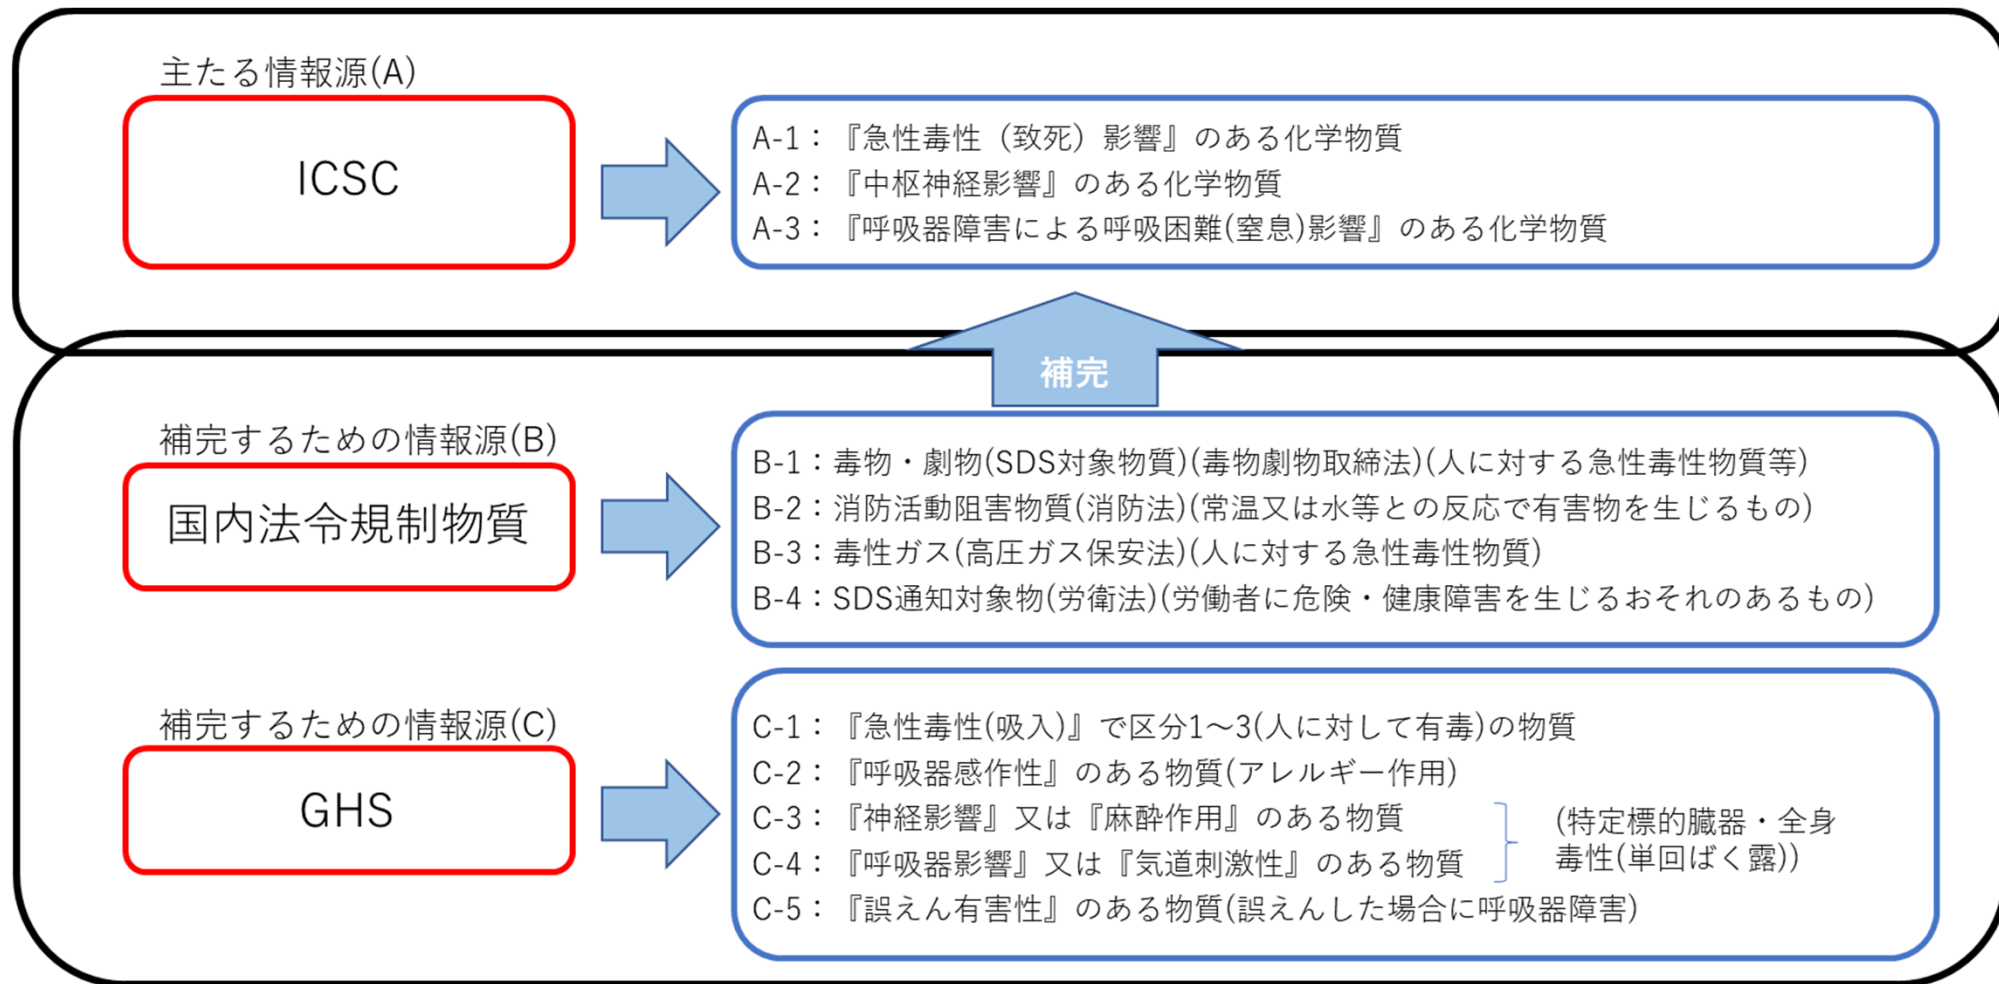 主たる情報源(A)
ICSC
A-1：『急性毒性（致死）影響』のある化学物質
A-2：『中枢神経影響』のある化学物質
A-3：『呼吸器障害による呼吸困難(窒息)影響』のある化学物質
補完
補完するための情報源(B)
国内法令規制物質
B-1：毒物・劇物(SDS対象物質)(毒物劇物取締法)(人に対する急性毒性物質等)
B-2：消防活動阻害物質(消防法)(常温又は水等との反応で有害物を生じるもの)
B-3：毒性ガス(高圧ガス保安法)(人に対する急性毒性物質)
B-4：SDS通知対象物(労衛法)(労働者に危険・健康障害を生じるおそれのあるもの)
補完するための情報源(C)
GHS
C-1：『急性毒性(吸入)』で区分1～3(人に対して有毒)の物質
C-2：『呼吸器感作性』のある物質(アレルギー作用)
C-3：『神経影響』又は『麻酔作用』のある物質
C-4：『呼吸器影響』又は『気道刺激性』のある物質
(特定標的臓器・全身
毒性(単回ばく露))
C-5：『誤えん有害性』のある物質(誤えんした場合に呼吸器障害)